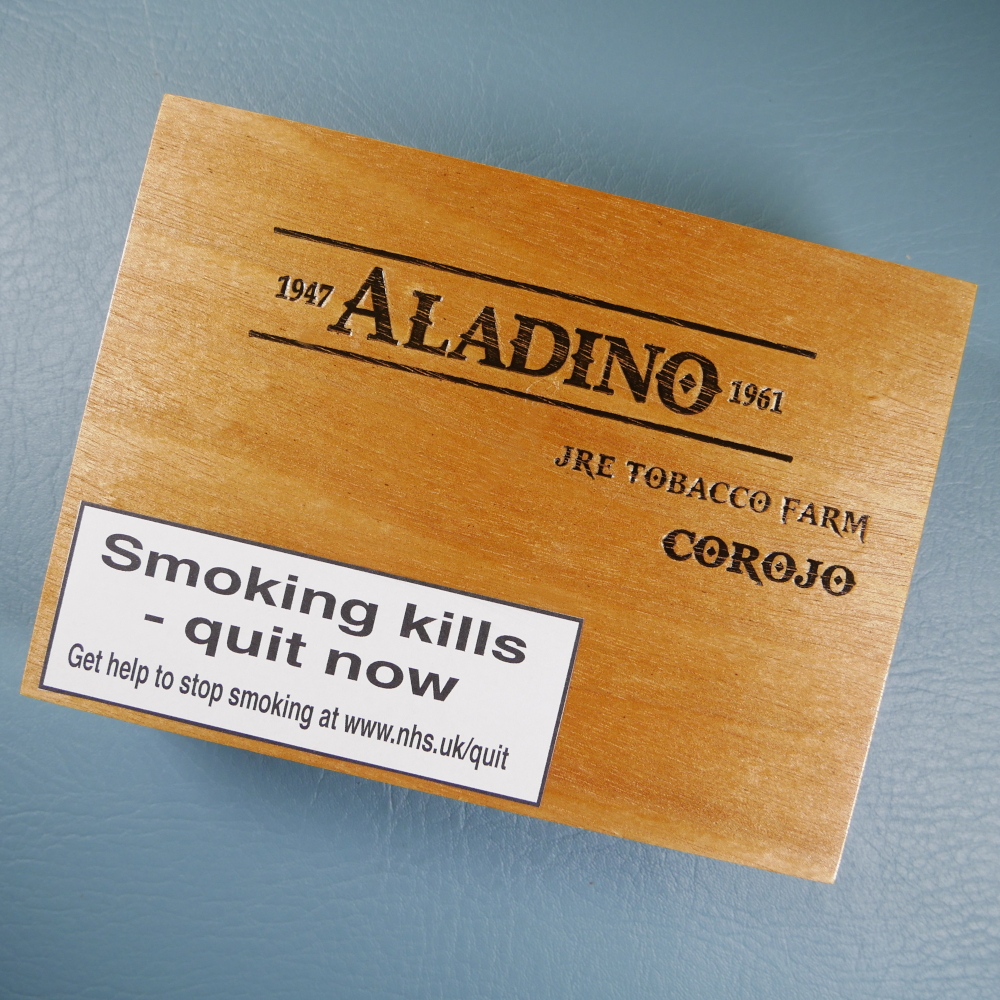 1947 ALADINO 1961
JRE TOBACCO FARM
COROJO
Smoking kills
- quit now
Get help to stop smoking at www.nhs.uk/quit